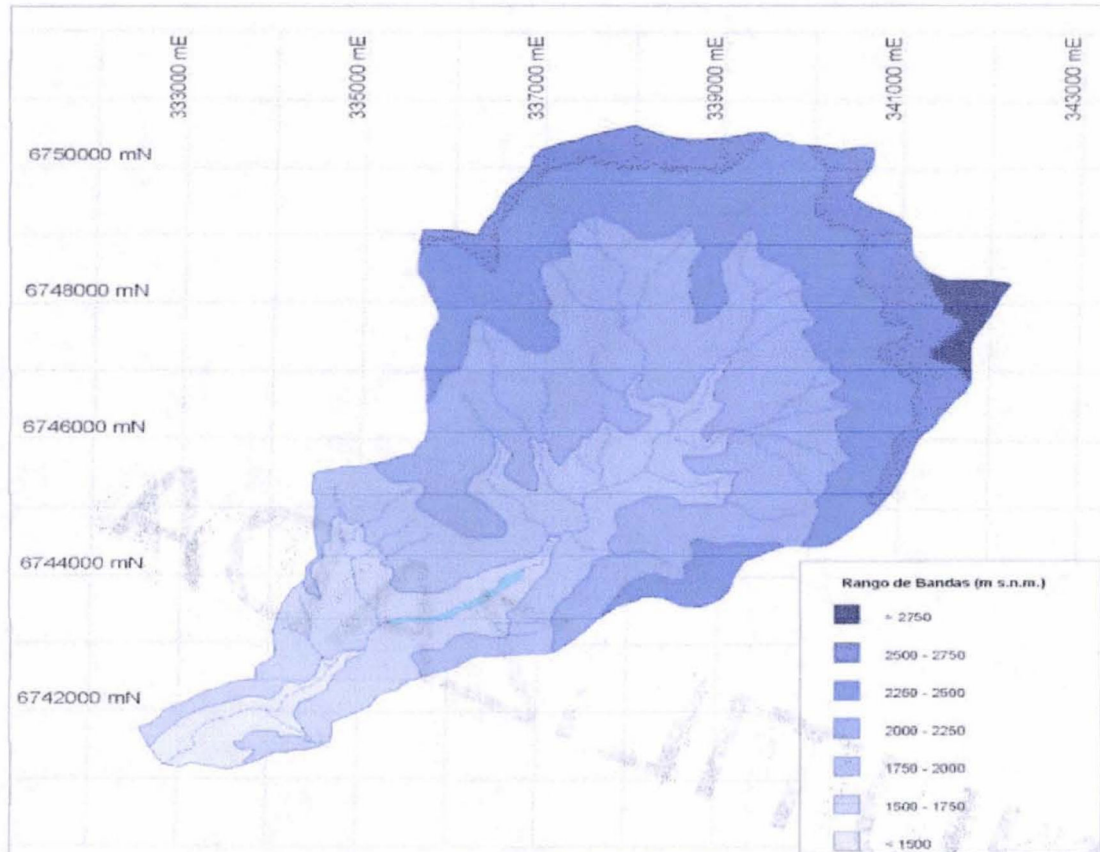 333000 mE
335000 mE
337000 mE
339000 mE
341000 mE
343000 mE
6750000 mN
6748000 mN
6746000 mN
6744000 mN
6742000 mN
Rango de Bandas (m s.n.m.)
2750
2500 - 2750
2250 - 2500
2000 - 2250
1750 - 2000
1500 - 1750
< 1500